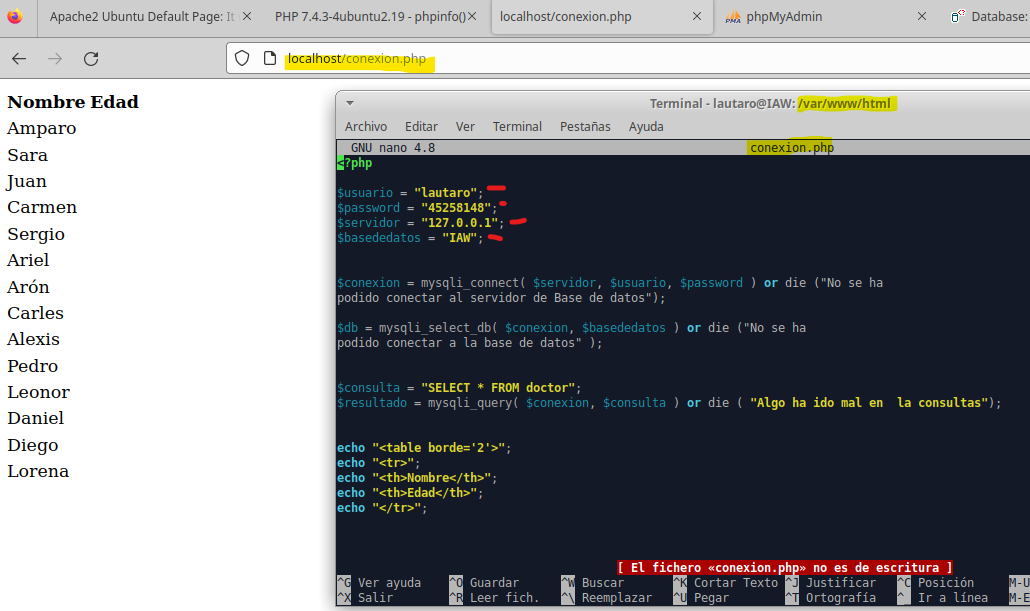 Apache2 Ubuntu Default Page: It
PHP 7.4.3-4ubuntu2.19 - phpinfo()
localhost/conexion.php
phpMyAdmin
Database:
localhost/conexion.php
Nombre Edad
Amparo
Sara
Juan
Carmen
Sergio
Ariel
Arón
Carles
Alexis
Pedro
Leonor
Daniel
Diego
Lorena
Terminal - lautaro@IAW: /var/www/html
Archivo Editar Ver Terminal Pestañas Ayuda
GNU nano 4.8 conexion.php
<?php
$usuario = "lautaro";
$password = "45258148";
$servidor = "127.0.0.1";
$basededatos = "IAW";
$conexion = mysqli_connect( $servidor, $usuario, $password ) or die ("No se ha
podido conectar al servidor de Base de datos");
$db = mysqli_select_db( $conexion, $basededatos ) or die ("No se ha
podido conectar a la base de datos" );
$consulta = "SELECT * FROM doctor";
$resultado = mysqli_query( $conexion, $consulta ) or die ( "Algo ha ido mal en  la consultas");
echo "<table borde='2'>";
echo "<tr>";
echo "<th>Nombre</th>";
echo "<th>Edad</th>";
echo "</tr>";
[ El fichero «conexion.php» no es de escritura ]
^G Ver ayuda ^O Guardar ^W Buscar ^K Cortar Texto ^J Justificar ^C Posición M-U
^X Salir ^R Leer fich. ^\ Reemplazar ^U Pegar ^T Ortografía ^_ Ir a línea M-E